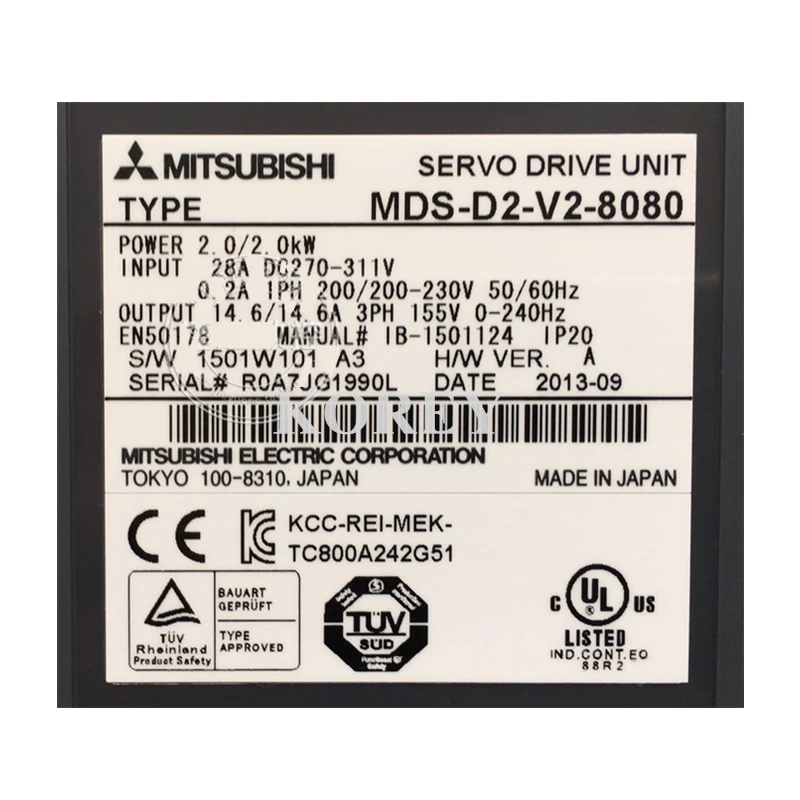 MITSUBISHI SERVO DRIVE UNIT
TYPE MDS-D2-V2-8080
POWER 2.0/2.0kW
INPUT 28A DC270-311V
0.2A 1PH 200/200-230V 50/60Hz
OUTPUT 14.6/14.6A 3PH 155V 0-240Hz
EN50178 MANUAL# IB-1501124 IP20
S/W 1501W101 A3 H/W VER. A
SERIAL# R0A7JG1990L DATE 2013-09
KOREY
MITSUBISHI ELECTRIC CORPORATION
TOKYO 100-8310, JAPAN MADE IN JAPAN
CE KCC-REI-MEK-
TC800A242G51
TÜV
Rheinland
Product Safety
BAUART
GEPRÜFT
TYPE
APPROVED
TÜV
SÜD
Functional
Safety
C UL US
LISTED
IND.CONT.EQ
88R2